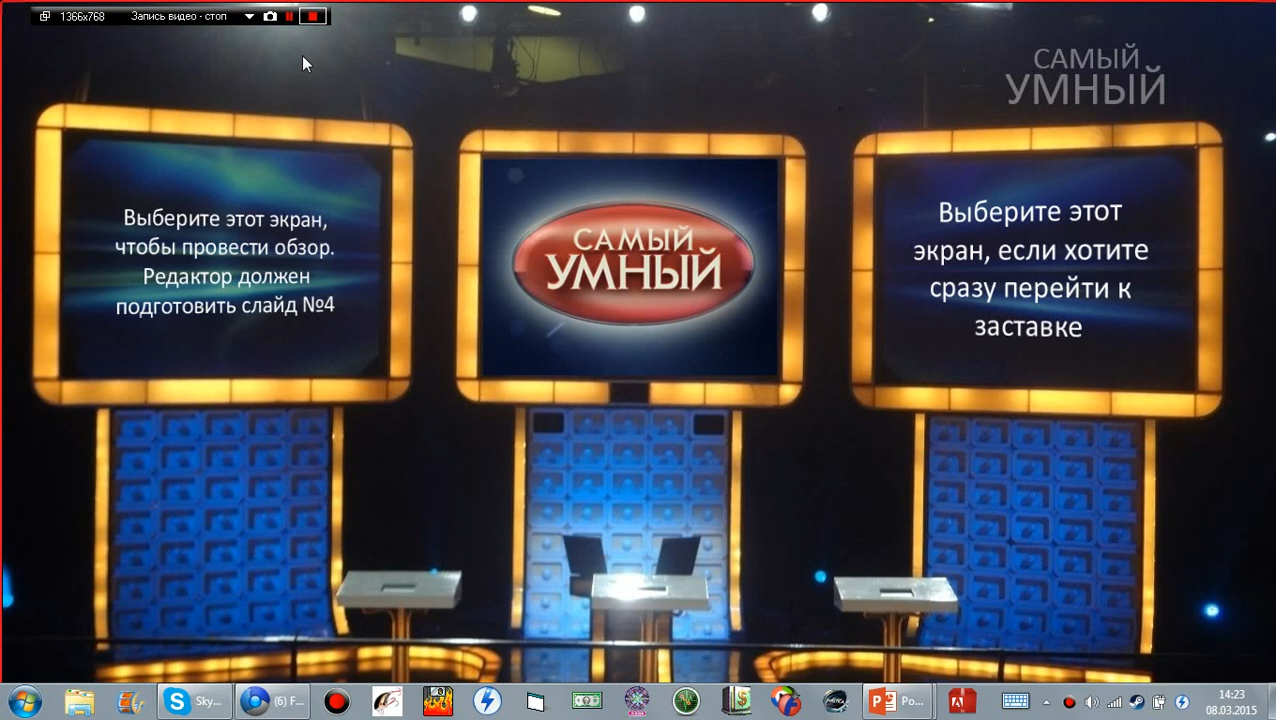 1366x768
Запись видео - стоп
САМЫЙ
УМНЫЙ
Выберите этот экран,
чтобы провести обзор.
Редактор должен
подготовить слайд №4
САМЫЙ
УМНЫЙ
Выберите этот
экран, если хотите
сразу перейти к
заставке
Sky...
(6) F...
Po...
14:23
08.03.2015